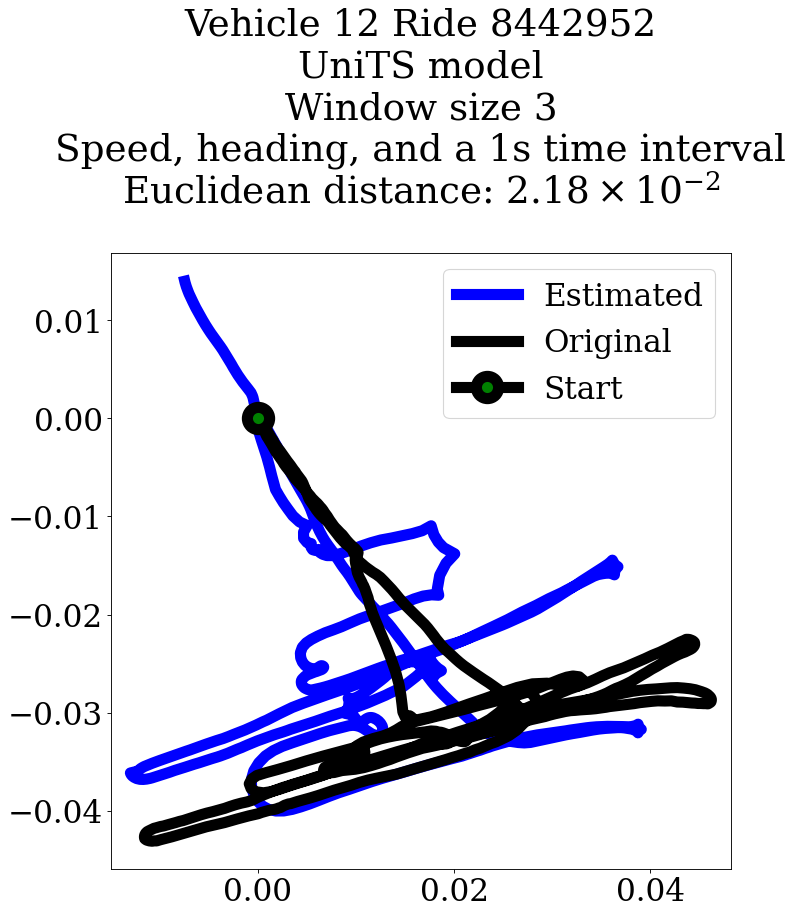 Vehicle 12 Ride 8442952
UniTS model
Window size 3
Speed, heading, and a 1s time interval
Euclidean distance: 2.18 × 10⁻²
Estimated
Original
Start
0.01
0.00
−0.01
−0.02
−0.03
−0.04
0.00 0.02 0.04